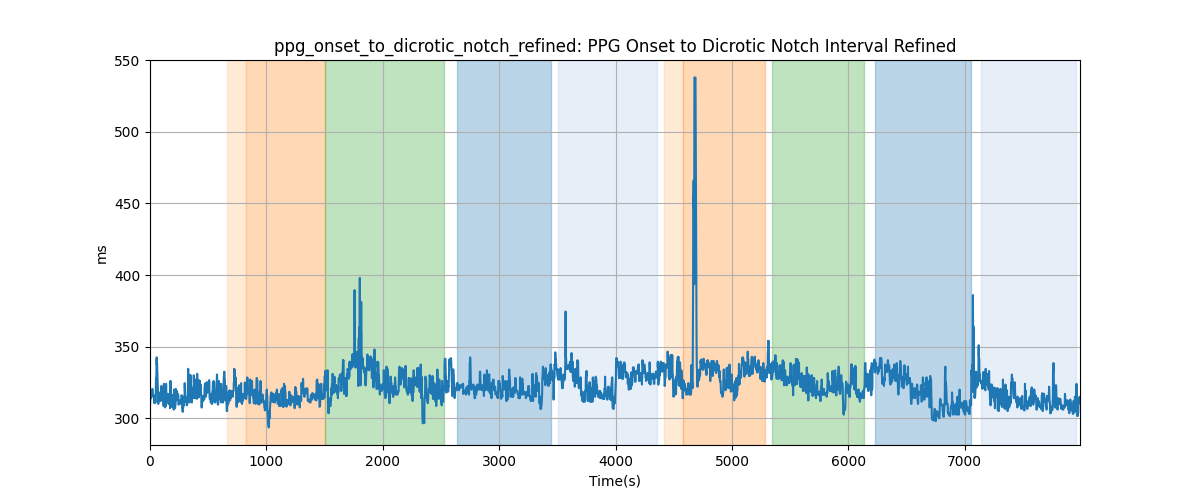 ppg_onset_to_dicrotic_notch_refined: PPG Onset to Dicrotic Notch Interval Refined
550
500
450
400
350
300
ms
0 1000 2000 3000 4000 5000 6000 7000
Time(s)